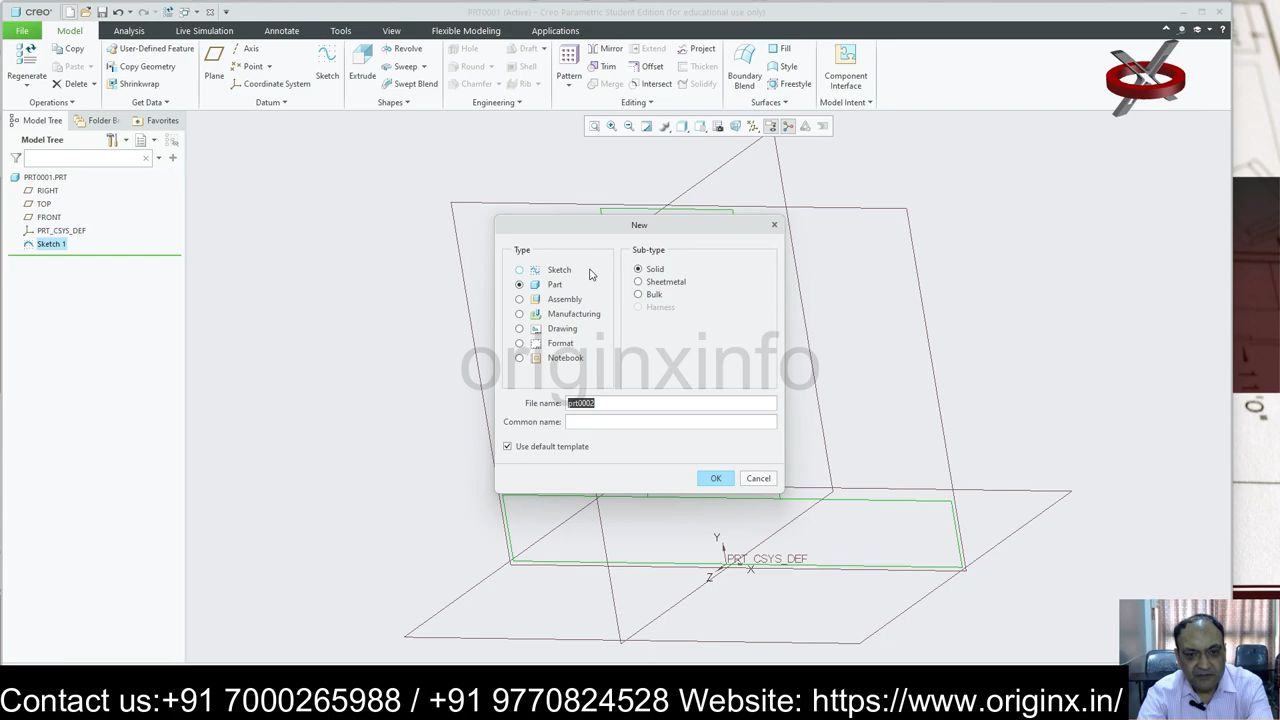 creo
PRT0001 (Active) - Creo Parametric Student Edition (for educational use only)
File Model Analysis Live Simulation Annotate Tools View Flexible Modeling Applications
Regenerate
Copy
Paste
Delete
Operations
User-Defined Feature
Copy Geometry
Shrinkwrap
Get Data
Plane
Axis
Point
Coordinate System
Sketch
Datum
Extrude
Revolve
Sweep
Swept Blend
Shapes
Hole
Round
Chamfer
Draft
Shell
Rib
Engineering
Pattern
Mirror
Trim
Merge
Extend
Offset
Intersect
Project
Thicken
Solidify
Editing
Boundary
Blend
Fill
Style
Freestyle
Surfaces
Component
Interface
Model Intent
Model Tree
Folder B
Favorites
Model Tree
PRT0001.PRT
RIGHT
TOP
FRONT
PRT_CSYS_DEF
Sketch 1
New
Type
Sketch
Part
Assembly
Manufacturing
Drawing
Format
Notebook
Sub-type
Solid
Sheetmetal
Bulk
Harness
originxinfo
File name: prt0002
Common name:
Use default template
OK
Cancel
Y
PRT_CSYS_DEF
Z
X
Contact us:+91 7000265988 / +91 9770824528 Website: https://www.originx.in/